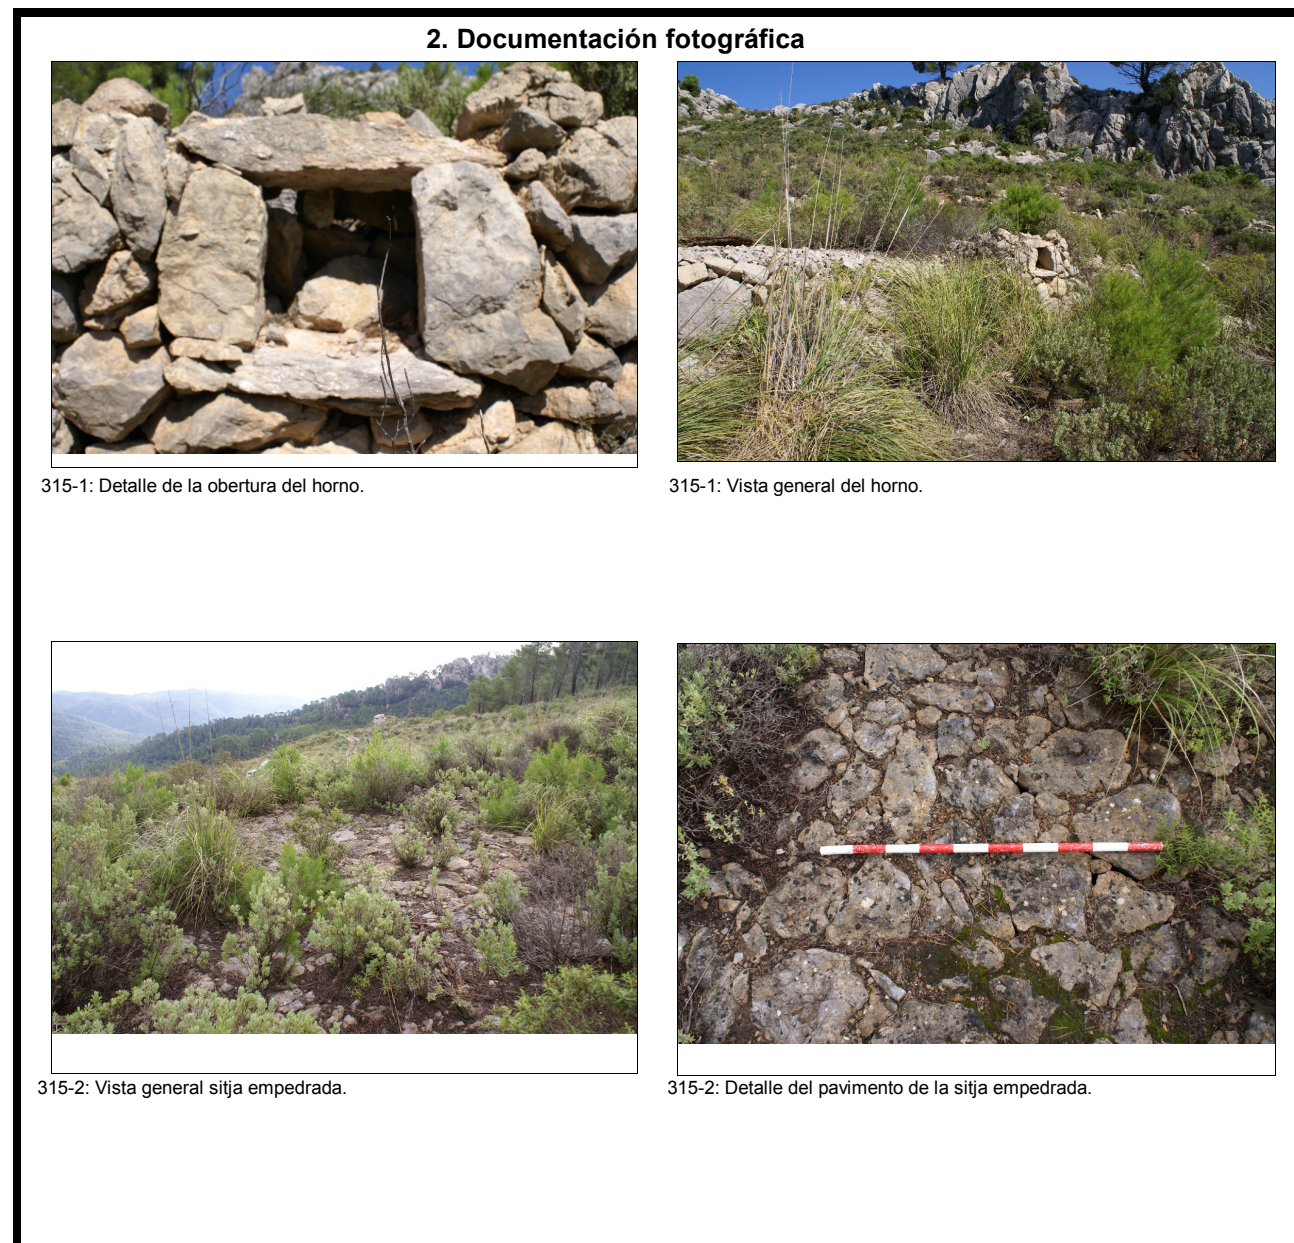 2. Documentación fotográfica
315-1: Detalle de la obertura del horno.
315-1: Vista general del horno.
315-2: Vista general sitja empedrada.
315-2: Detalle del pavimento de la sitja empedrada.